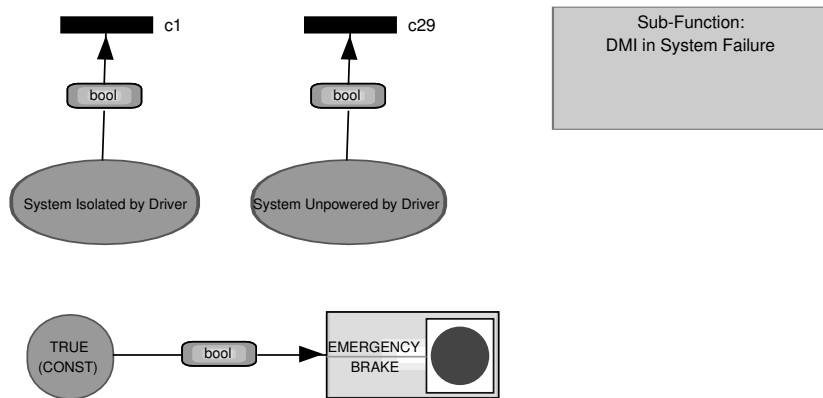 c1
c29
Sub-Function:
DMI in System Failure
bool
bool
System Isolated by Driver
System Unpowered by Driver
TRUE
(CONST)
bool
EMERGENCY
BRAKE